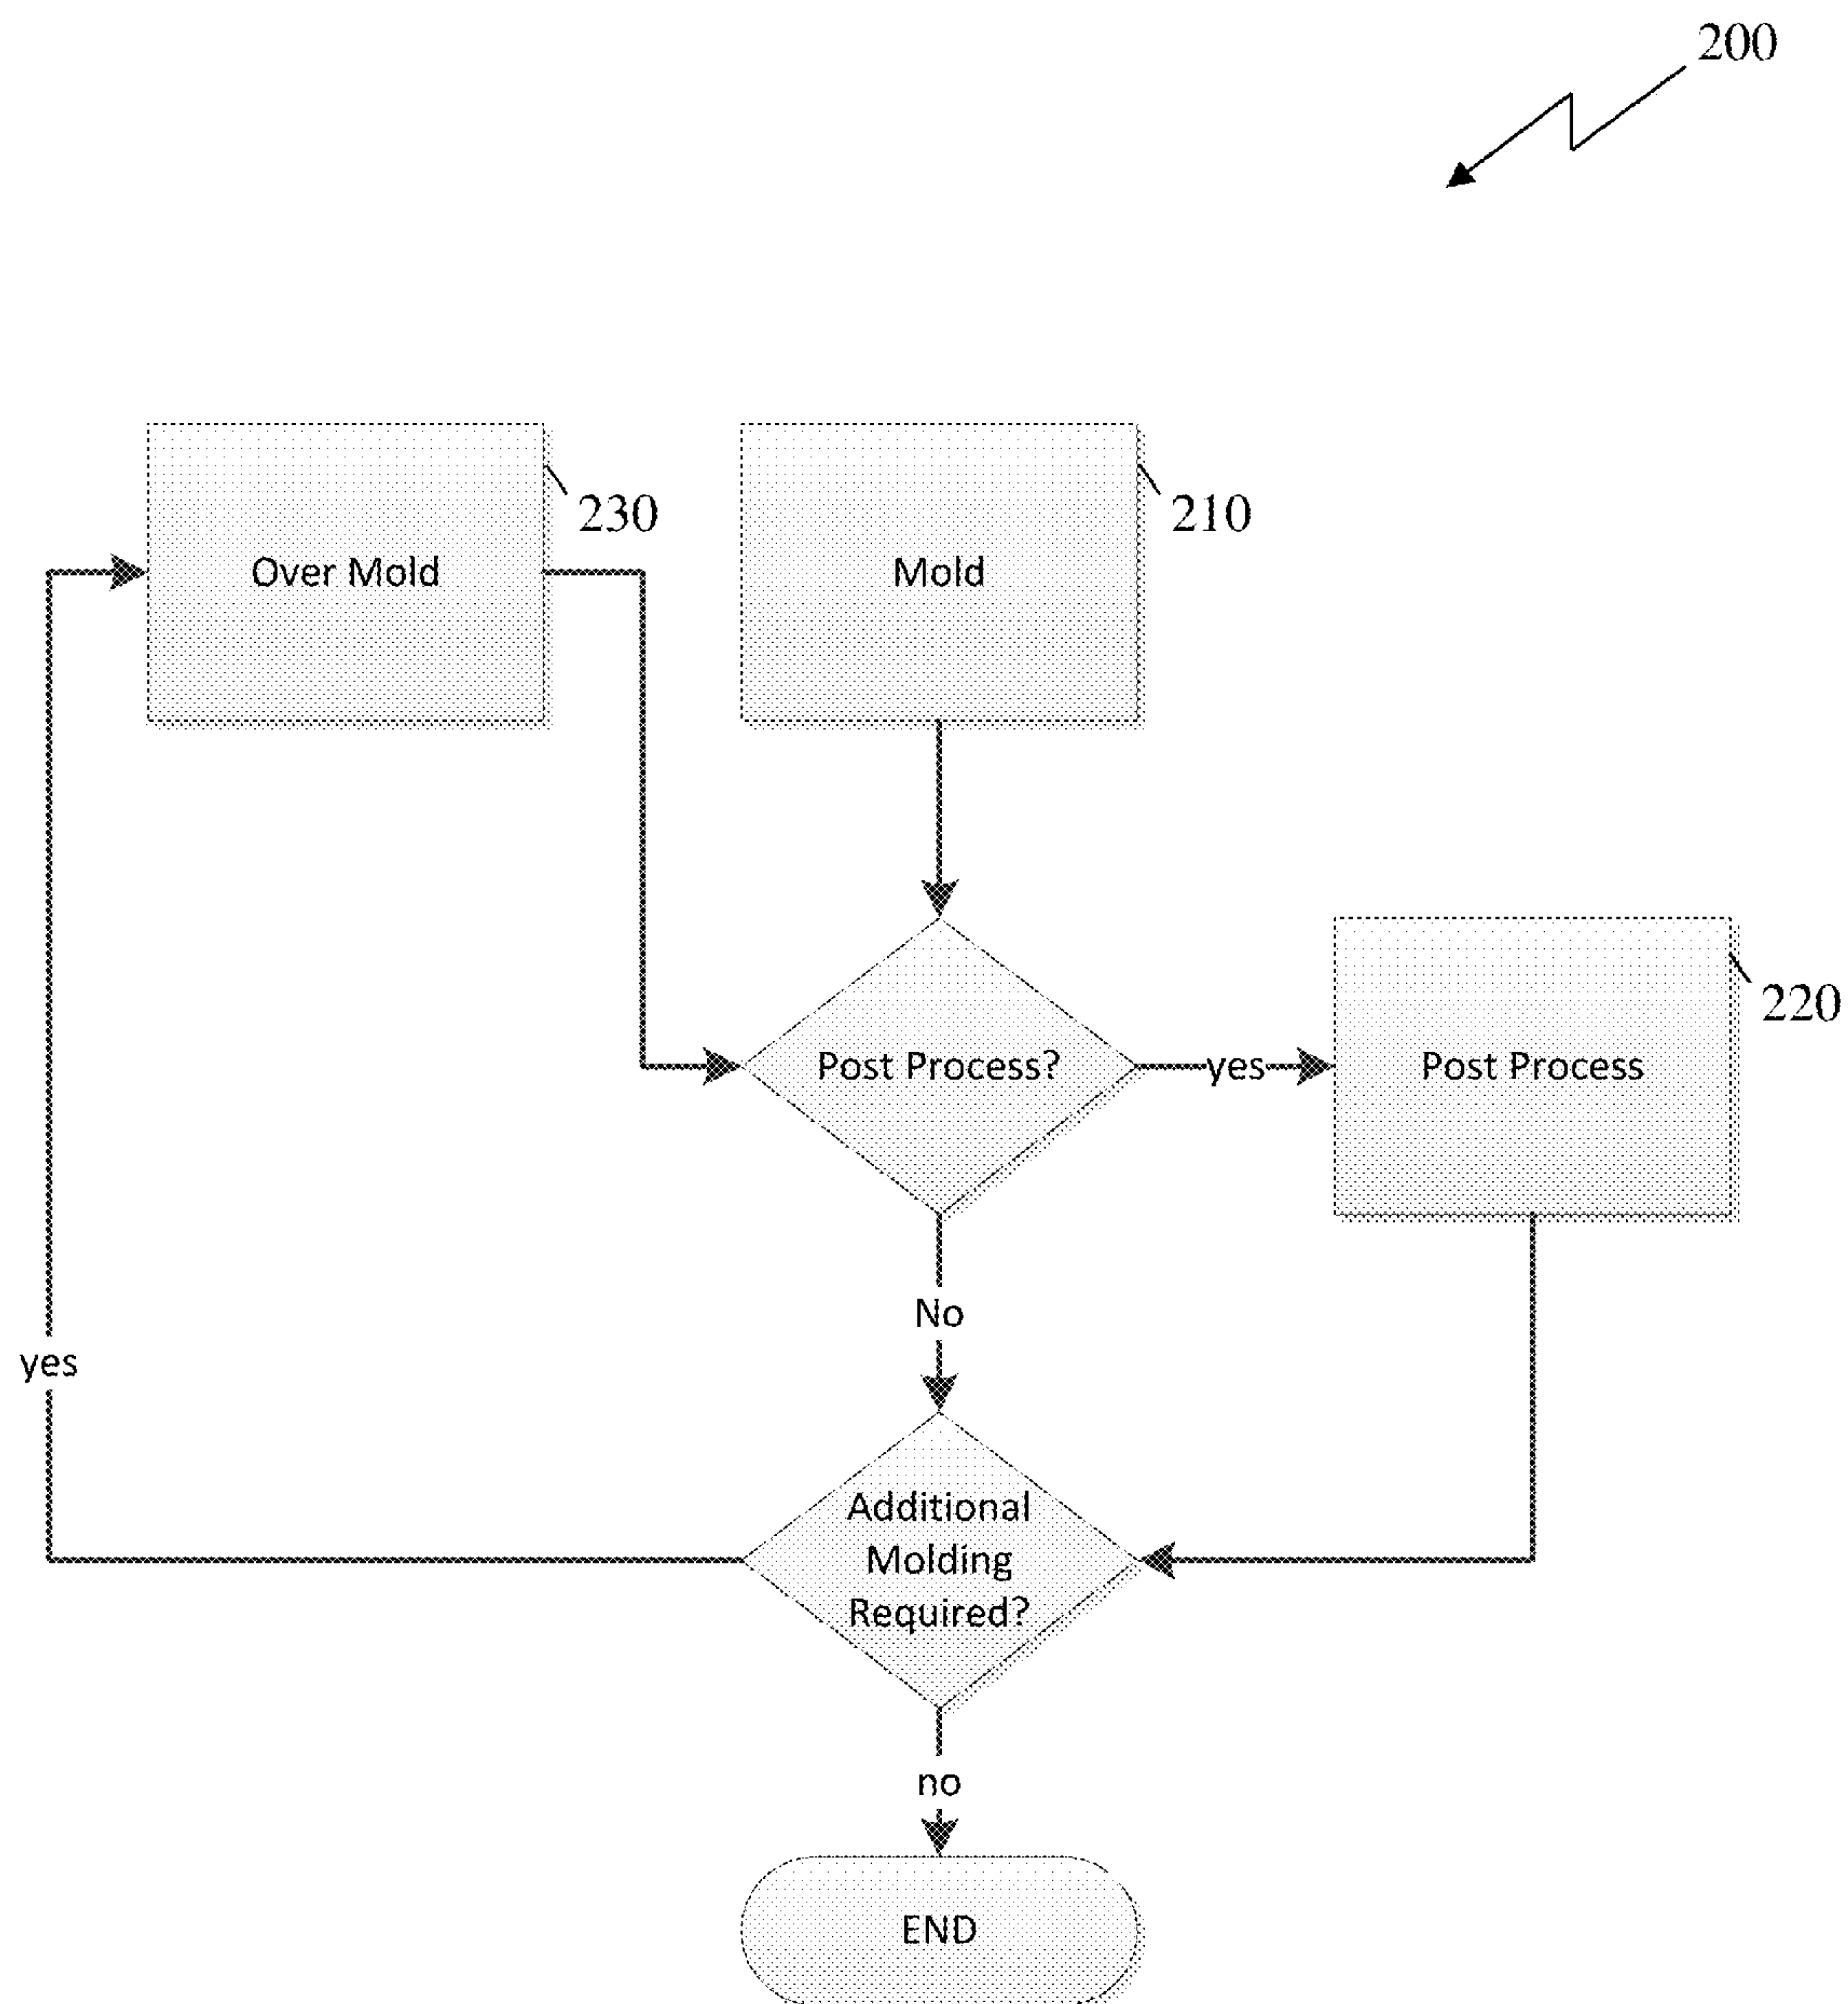 200
230
210
Over Mold
Mold
220
Post Process?
yes
Post Process
No
yes
Additional
Molding
Required?
no
END